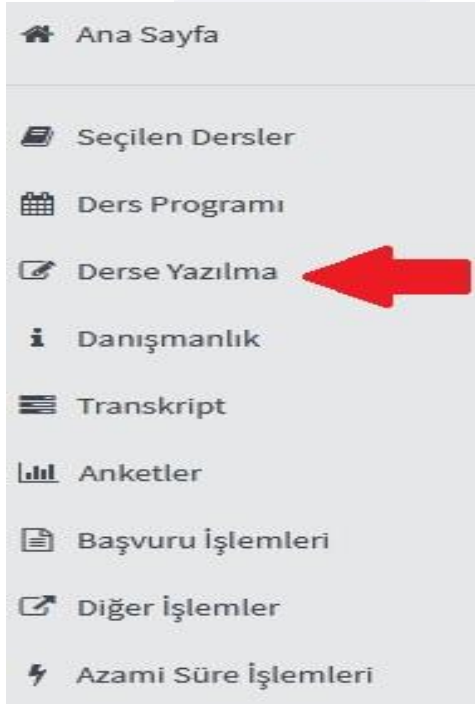 Ana Sayfa
Seçilen Dersler
Ders Programı
Derse Yazılma
Danışmanlık
Transkript
Anketler
Başvuru İşlemleri
Diğer İşlemler
Azami Süre İşlemleri